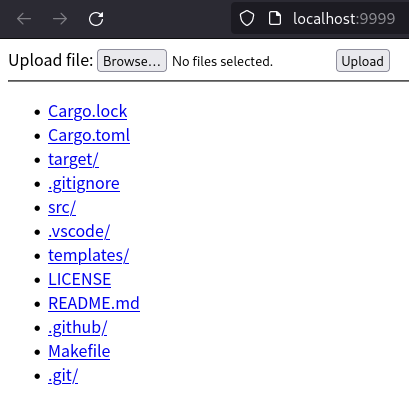 localhost:9999
Upload file: Browse... No files selected. Upload
Cargo.lock
Cargo.toml
target/
.gitignore
src/
.vscode/
templates/
LICENSE
README.md
.github/
Makefile
.git/